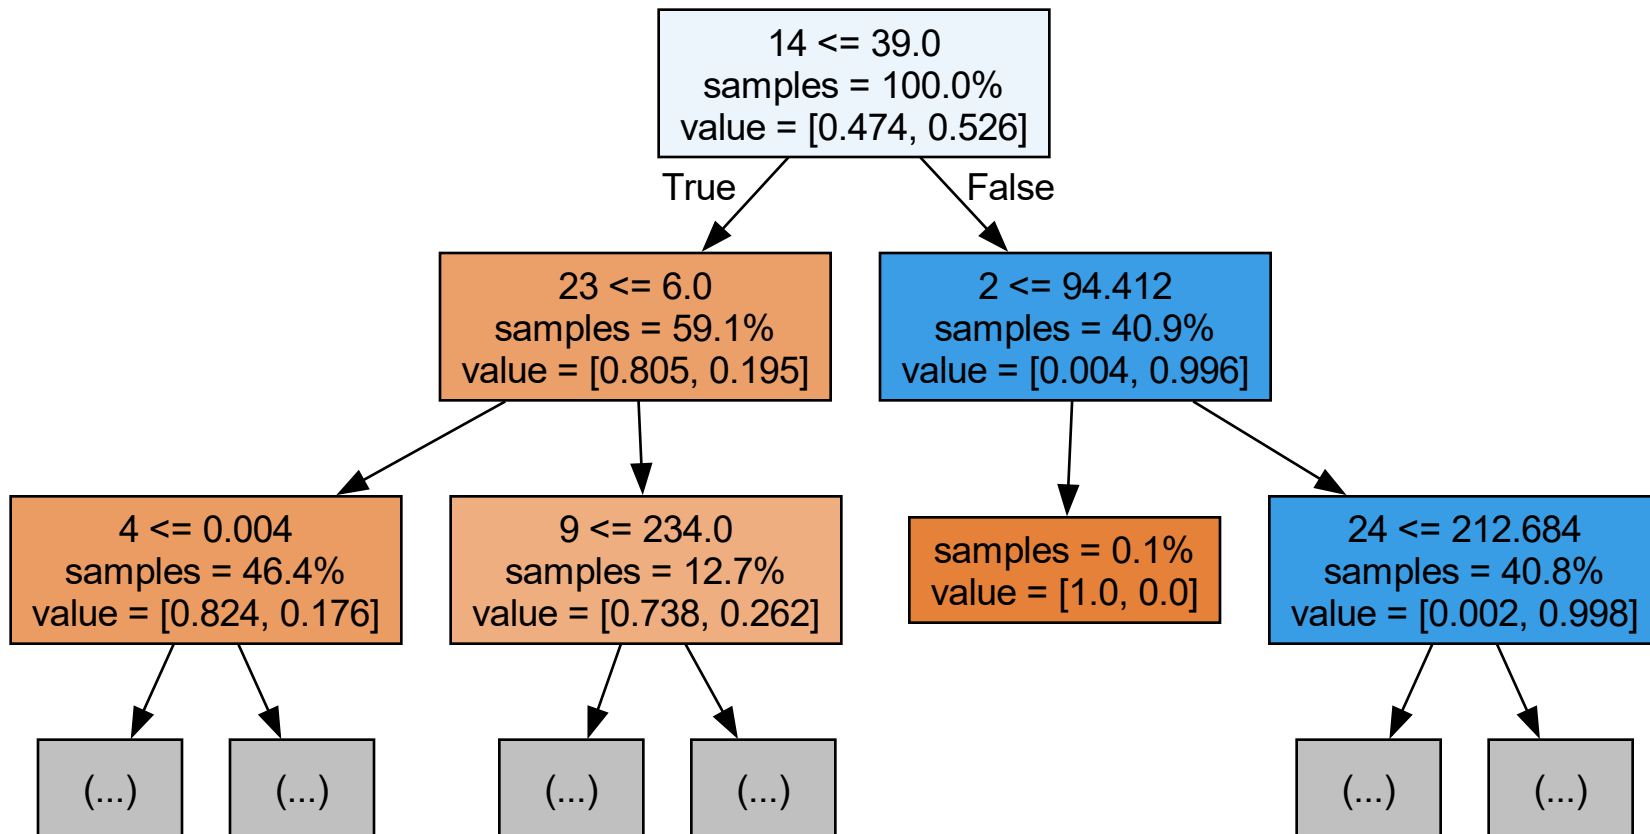 14 <= 39.0
samples = 100.0%
value = [0.474, 0.526]
True
False
23 <= 6.0
samples = 59.1%
value = [0.805, 0.195]
2 <= 94.412
samples = 40.9%
value = [0.004, 0.996]
4 <= 0.004
samples = 46.4%
value = [0.824, 0.176]
9 <= 234.0
samples = 12.7%
value = [0.738, 0.262]
samples = 0.1%
value = [1.0, 0.0]
24 <= 212.684
samples = 40.8%
value = [0.002, 0.998]
(...)
(...)
(...)
(...)
(...)
(...)